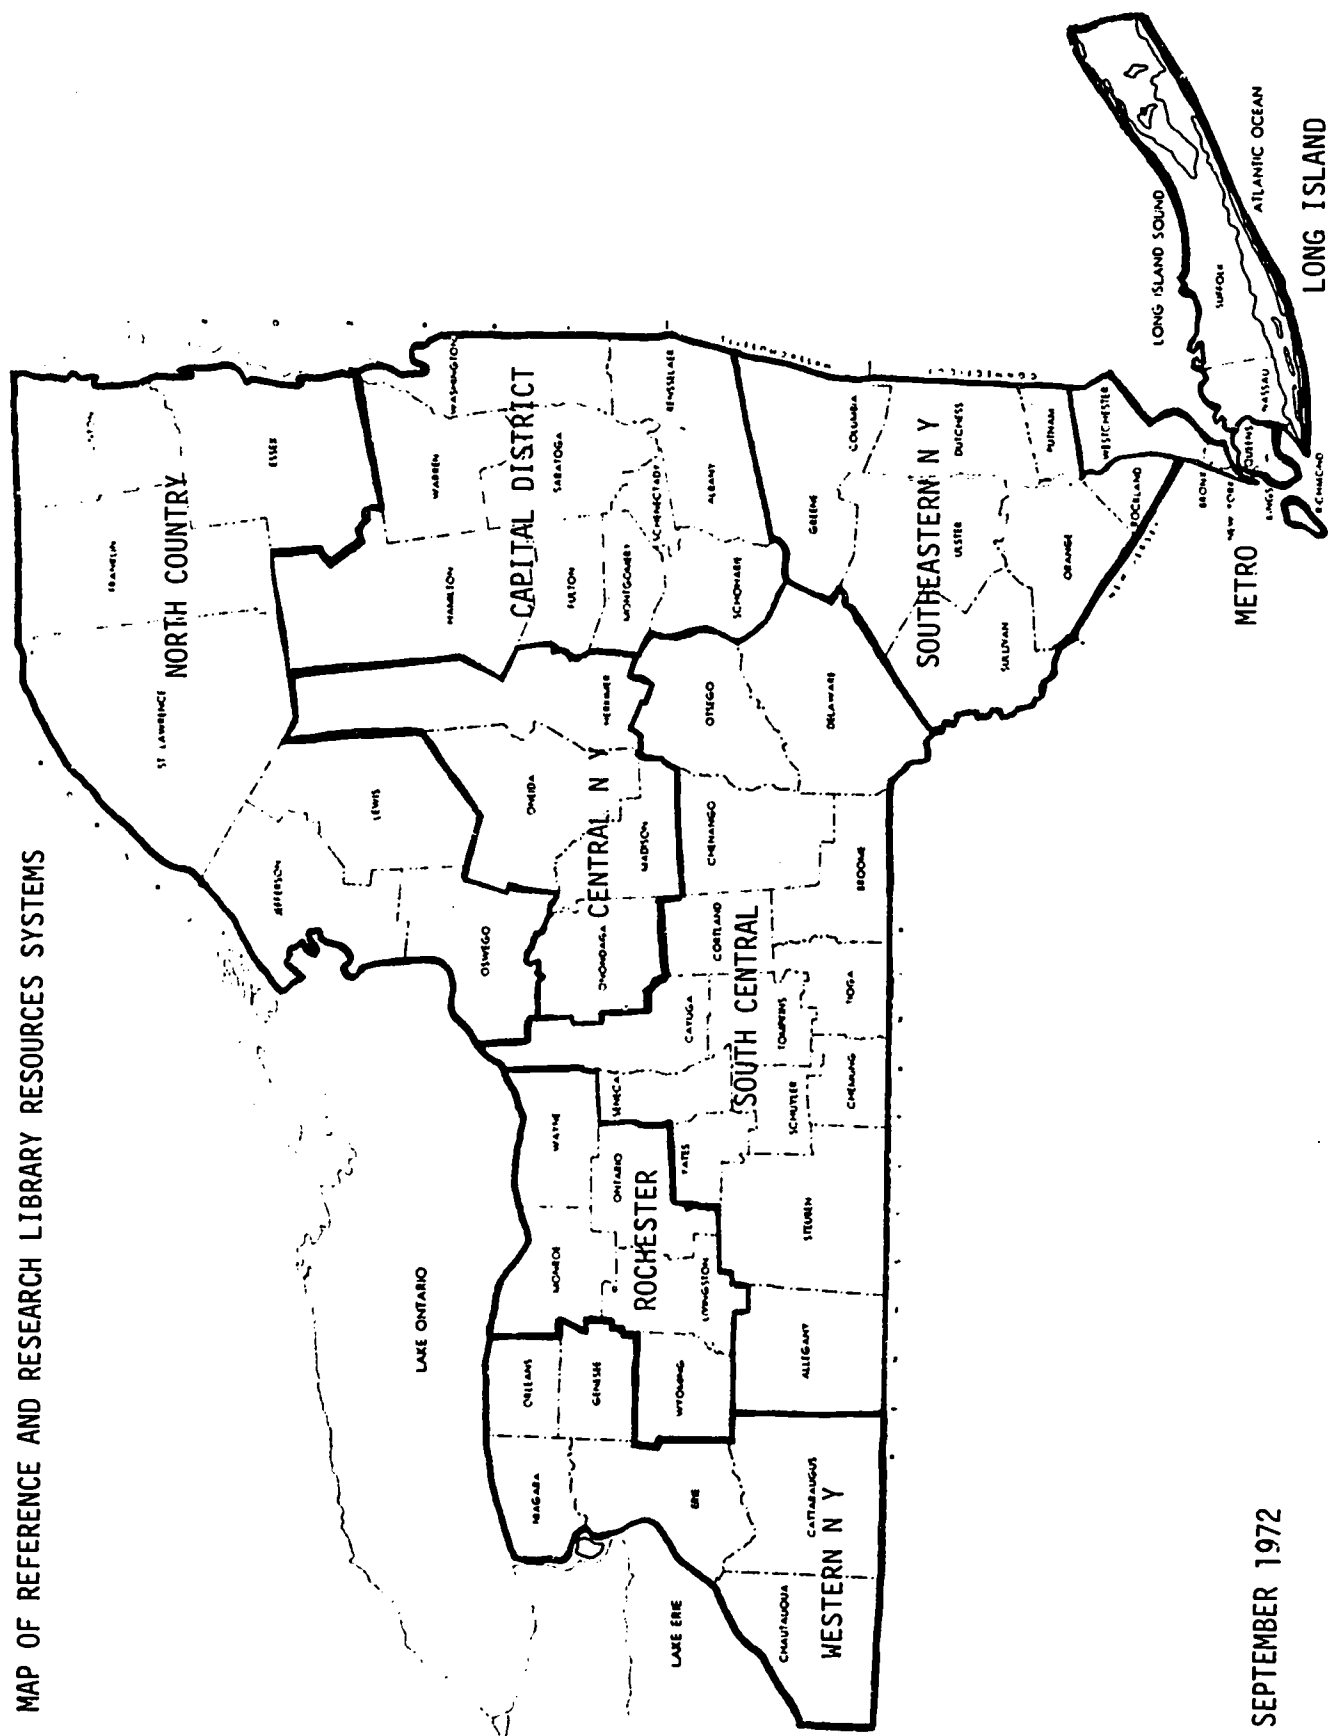 MAP OF REFERENCE AND RESEARCH LIBRARY RESOURCES SYSTEMS
FRANKLIN
ESSEX
NORTH COUNTRY
ST LAWRENCE
JEFFERSON
LEWIS
OSWEGO
WASHINGTON
WARREN
HAMILTON
CAPITAL DISTRICT
SARATOGA
FULTON
MONTGOMERY
SCHENECTADY
RENSSELAER
ALBANY
SCHOHARIE
HERKIMER
ONEIDA
CENTRAL N Y
MADISON
ONONDAGA
OTSEGO
DELAWARE
CHENANGO
BROOME
CORTLAND
CAYUGA
SOUTH CENTRAL
TOMPKINS
TIOGA
SENECA
SCHUYLER
CHEMUNG
YATES
STEUBEN
ALLEGANY
WAYNE
ONTARIO
MONROE
ROCHESTER
LIVINGSTON
WYOMING
ORLEANS
GENESEE
NIAGARA
ERIE
CATTARAUGUS
CHAUTAUQUA
WESTERN N Y
LAKE ONTARIO
LAKE ERIE
COLUMBIA
GREENE
DUTCHESS
ULSTER
SOUTHEASTERN N Y
SULLIVAN
ORANGE
PUTNAM
ROCKLAND
WESTCHESTER
MASSACHUSETTS
CONNECTICUT
NEW JERSEY
BRONX
NEW YORK
QUEENS
KINGS
RICHMOND
METRO
NASSAU
SUFFOLK
LONG ISLAND SOUND
ATLANTIC OCEAN
LONG ISLAND
SEPTEMBER 1972